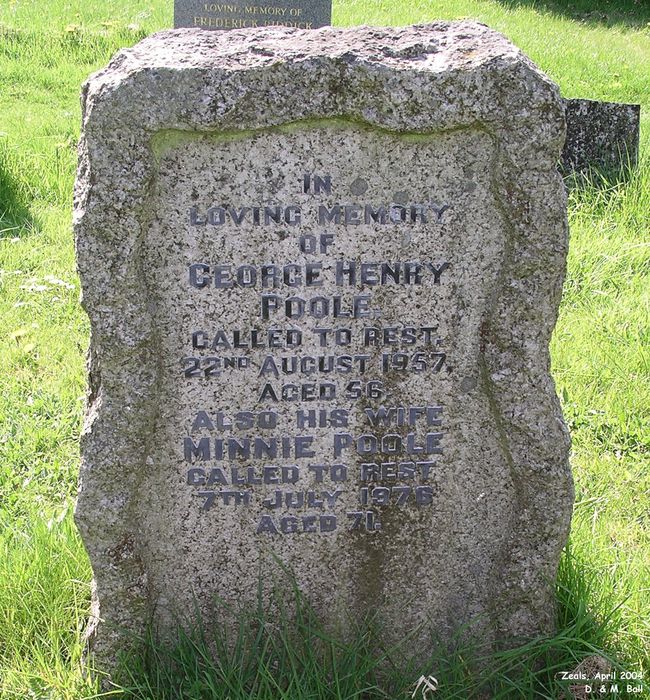 LOVING MEMORY OF
FREDERICK RIDDICK
IN
LOVING MEMORY
OF
GEORGE HENRY
POOLE.
CALLED TO REST,
22ND AUGUST 1957,
AGED 56.
ALSO HIS WIFE
MINNIE POOLE
CALLED TO REST
7TH JULY 1976
AGED 71.
Zeals, April 2004
D. & M. Ball